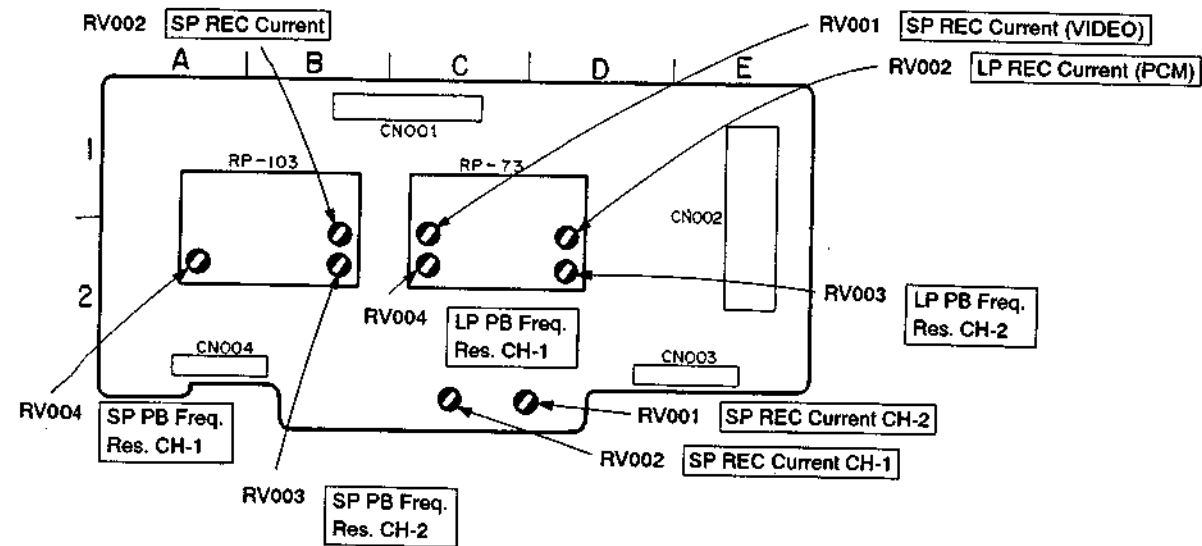 RV002 SP REC Current
RV001 SP REC Current (VIDEO)
RV002 LP REC Current (PCM)
A B C D E
CN001
1
RP-103
RP-73
CN002
2
RV003
LP PB Freq.
Res. CH-2
RV004
LP PB Freq.
Res. CH-1
CN004
CN003
RV004
SP PB Freq.
Res. CH-1
RV001 SP REC Current CH-2
RV002 SP REC Current CH-1
RV003
SP PB Freq.
Res. CH-2